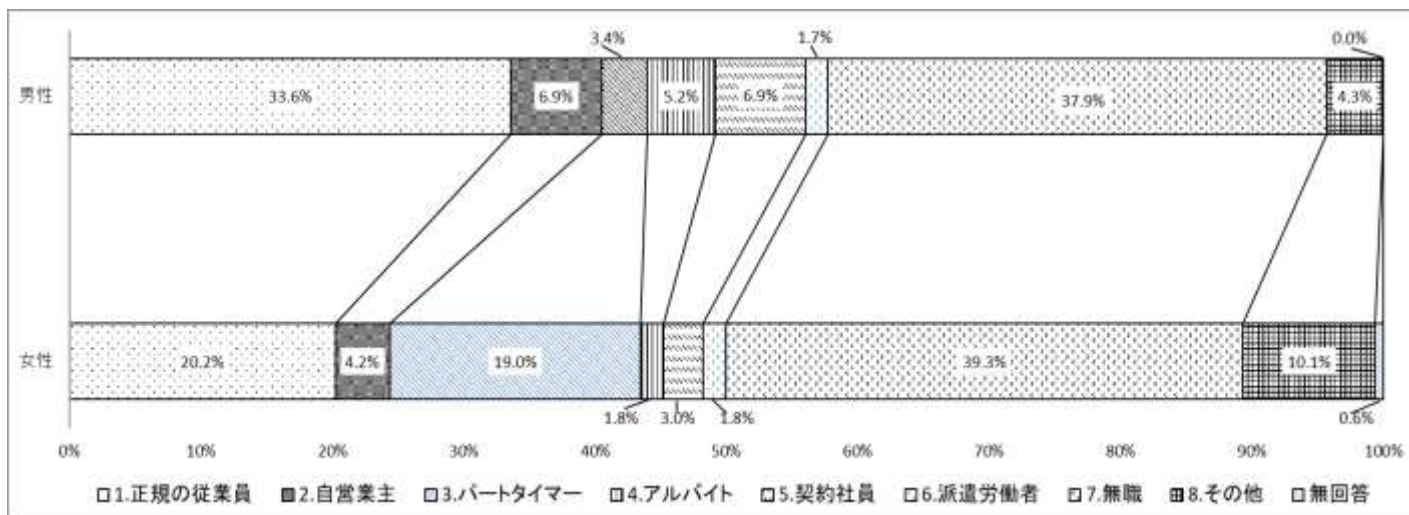 3.4% 1.7% 0.0%
男性 33.6% 6.9% 5.2% 6.9% 37.9% 4.3%
女性 20.2% 4.2% 19.0% 39.3% 10.1%
1.8% 3.0% 1.8% 0.6%
0% 10% 20% 30% 40% 50% 60% 70% 80% 90% 100%
1.正規の従業員 2.自営業主 3.パートタイマー 4.アルバイト 5.契約社員 6.派遣労働者 7.無職 8.その他 無回答